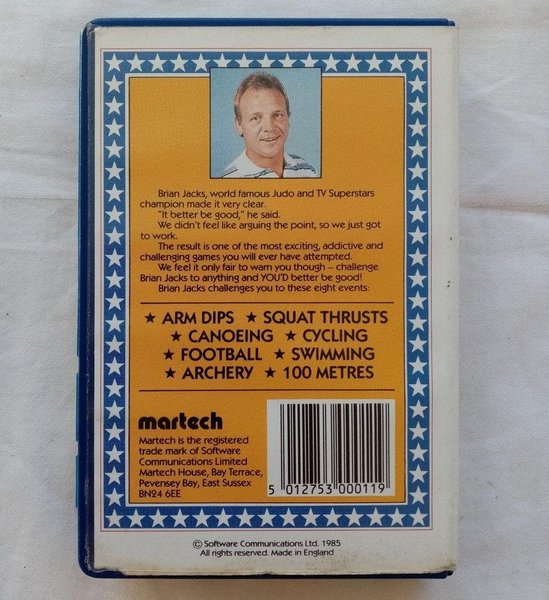 Brian Jacks, world famous Judo and TV Superstars
champion made it very clear.
"It better be good," he said.
We didn't feel like arguing the point, so we just got
to work.
The result is one of the most exciting, addictive and
challenging games you will ever have attempted.
We feel it only fair to warn you though – challenge
Brian Jacks to anything and YOU'D better be good!
Brian Jacks challenges you to these eight events:
★ ARM DIPS ★ SQUAT THRUSTS
★ CANOEING ★ CYCLING
★ FOOTBALL ★ SWIMMING
★ ARCHERY ★ 100 METRES
martech
Martech is the registered
trade mark of Software
Communications Limited
Martech House, Bay Terrace,
Pevensey Bay, East Sussex
BN24 6EE
5 012753 000119
© Software Communications Ltd. 1985
All rights reserved. Made in England